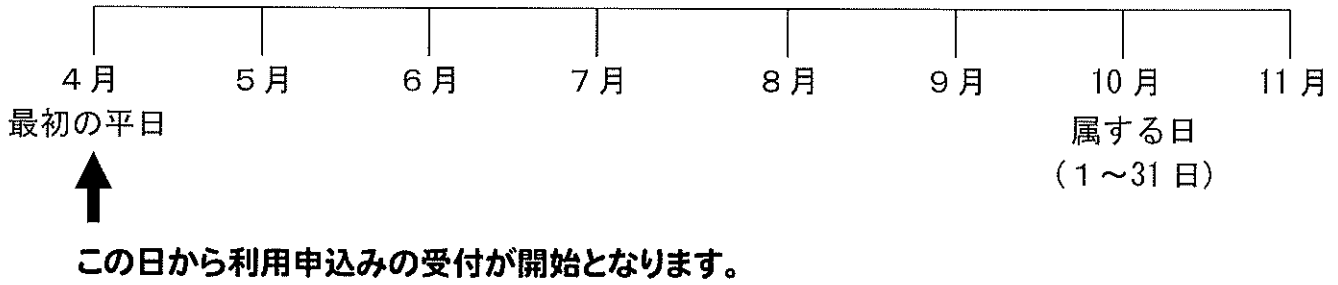 ４月 ５月 ６月 ７月 ８月 ９月 10月 11月
最初の平日 属する日
（１～31日）
この日から利用申込みの受付が開始となります。